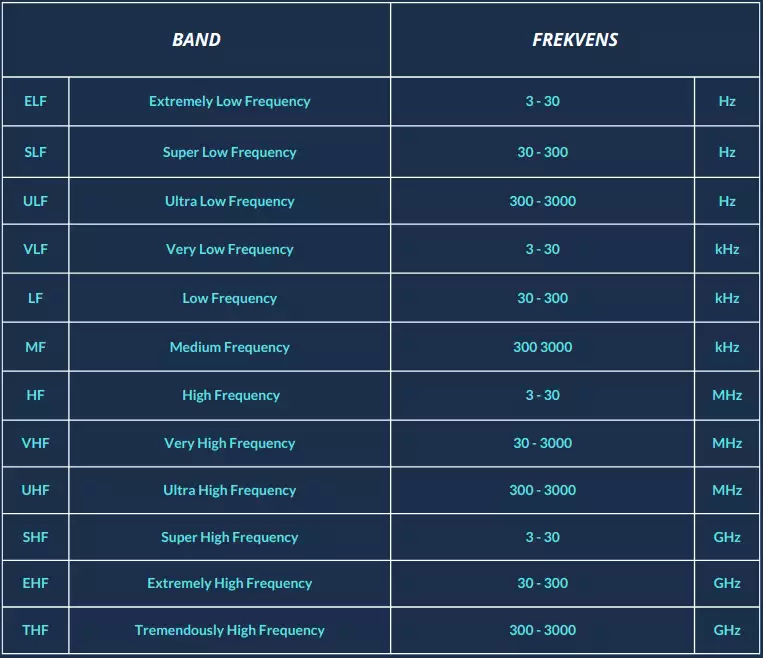 BAND FREKVENS
ELF Extremely Low Frequency 3 - 30 Hz
SLF Super Low Frequency 30 - 300 Hz
ULF Ultra Low Frequency 300 - 3000 Hz
VLF Very Low Frequency 3 - 30 kHz
LF Low Frequency 30 - 300 kHz
MF Medium Frequency 300 3000 kHz
HF High Frequency 3 - 30 MHz
VHF Very High Frequency 30 - 3000 MHz
UHF Ultra High Frequency 300 - 3000 MHz
SHF Super High Frequency 3 - 30 GHz
EHF Extremely High Frequency 30 - 300 GHz
THF Tremendously High Frequency 300 - 3000 GHz